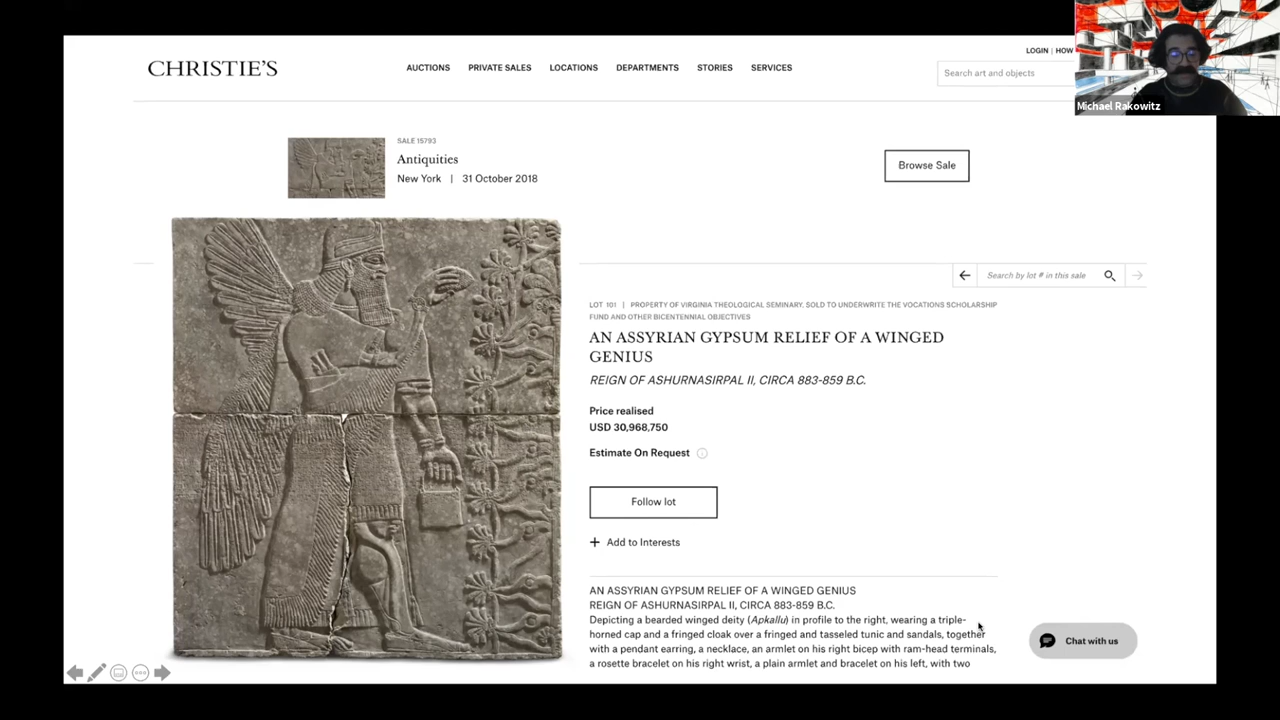 CHRISTIE'S
AUCTIONS PRIVATE SALES LOCATIONS DEPARTMENTS STORIES SERVICES
LOGIN | HOW
Search art and objects
Michael Rakowitz
SALE 15793
Antiquities
New York | 31 October 2018
Browse Sale
Search by lot # in this sale
LOT 101 | PROPERTY OF VIRGINIA THEOLOGICAL SEMINARY, SOLD TO UNDERWRITE THE VOCATIONS SCHOLARSHIP
FUND AND OTHER BICENTENNIAL OBJECTIVES
AN ASSYRIAN GYPSUM RELIEF OF A WINGED
GENIUS
REIGN OF ASHURNASIRPAL II, CIRCA 883-859 B.C.
Price realised
USD 30,968,750
Estimate On Request
Follow lot
+ Add to Interests
AN ASSYRIAN GYPSUM RELIEF OF A WINGED GENIUS
REIGN OF ASHURNASIRPAL II, CIRCA 883-859 B.C.
Depicting a bearded winged deity (Apkallu) in profile to the right, wearing a triple-
horned cap and a fringed cloak over a fringed and tasseled tunic and sandals, together
with a pendant earring, a necklace, an armlet on his right bicep with ram-head terminals,
a rosette bracelet on his right wrist, a plain armlet and bracelet on his left, with two
Chat with us